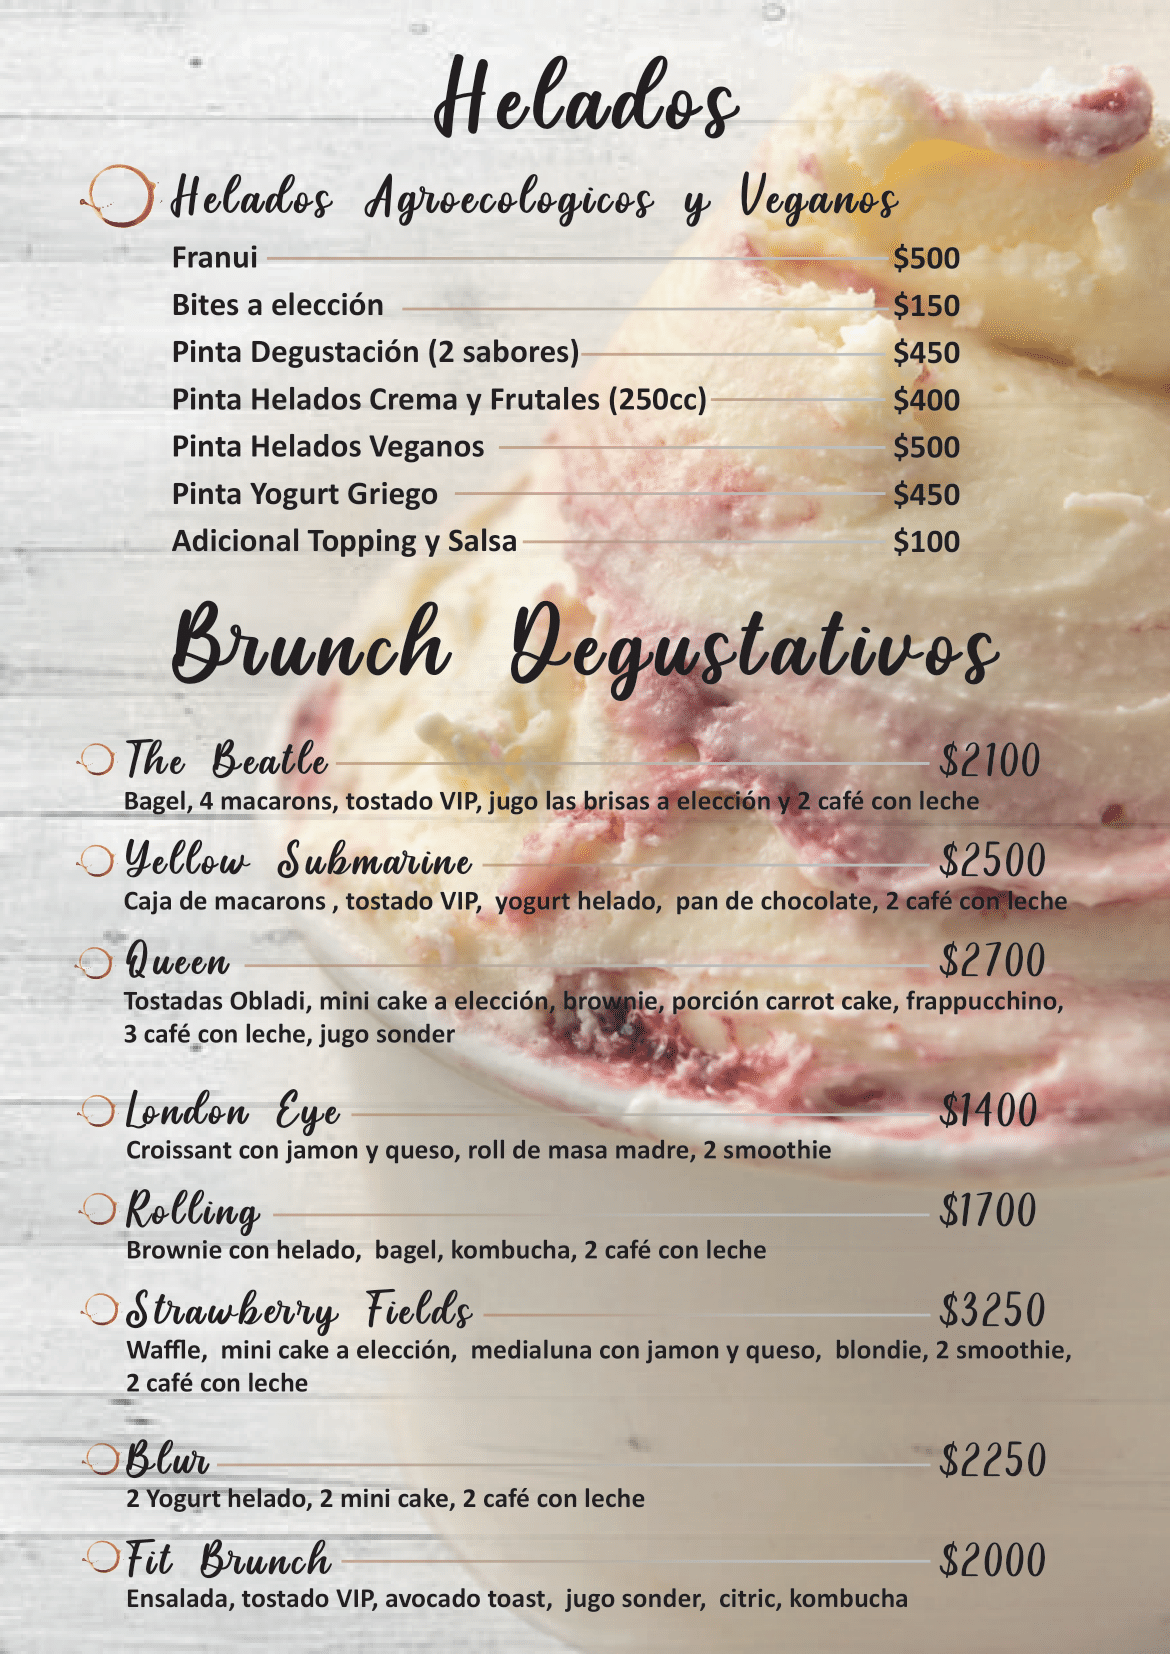 Helados
Helados Agroecologicos y Veganos
Franui $500
Bites a elección $150
Pinta Degustación (2 sabores) $450
Pinta Helados Crema y Frutales (250cc) $400
Pinta Helados Veganos $500
Pinta Yogurt Griego $450
Adicional Topping y Salsa $100
Brunch Degustativos
The Beatle $2100
Bagel, 4 macarons, tostado VIP, jugo las brisas a elección y 2 café con leche
Yellow Submarine $2500
Caja de macarons , tostado VIP, yogurt helado, pan de chocolate, 2 café con leche
Queen $2700
Tostadas Obladi, mini cake a elección, brownie, porción carrot cake, frappucchino,
3 café con leche, jugo sonder
London Eye $1400
Croissant con jamon y queso, roll de masa madre, 2 smoothie
Rolling $1700
Brownie con helado, bagel, kombucha, 2 café con leche
Strawberry Fields $3250
Waffle, mini cake a elección, medialuna con jamon y queso, blondie, 2 smoothie,
2 café con leche
Blur $2250
2 Yogurt helado, 2 mini cake, 2 café con leche
Fit Brunch $2000
Ensalada, tostado VIP, avocado toast, jugo sonder, citric, kombucha